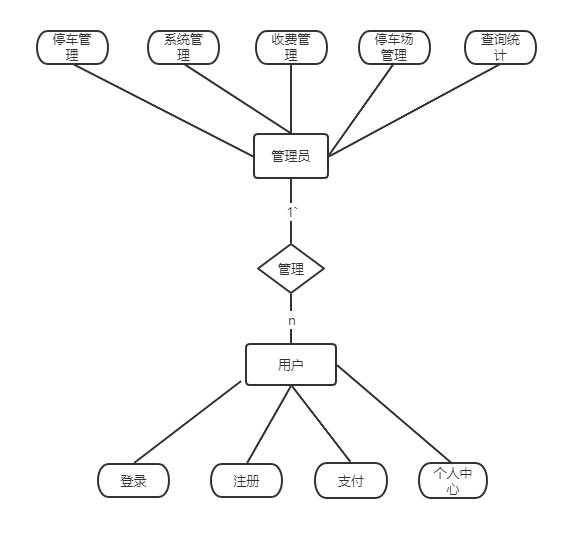 停车管
理
系统管
理
收费管
理
停车场
管理
查询统
计
管理员
1`
管理
n
用户
登录
注册
支付
个人中
心